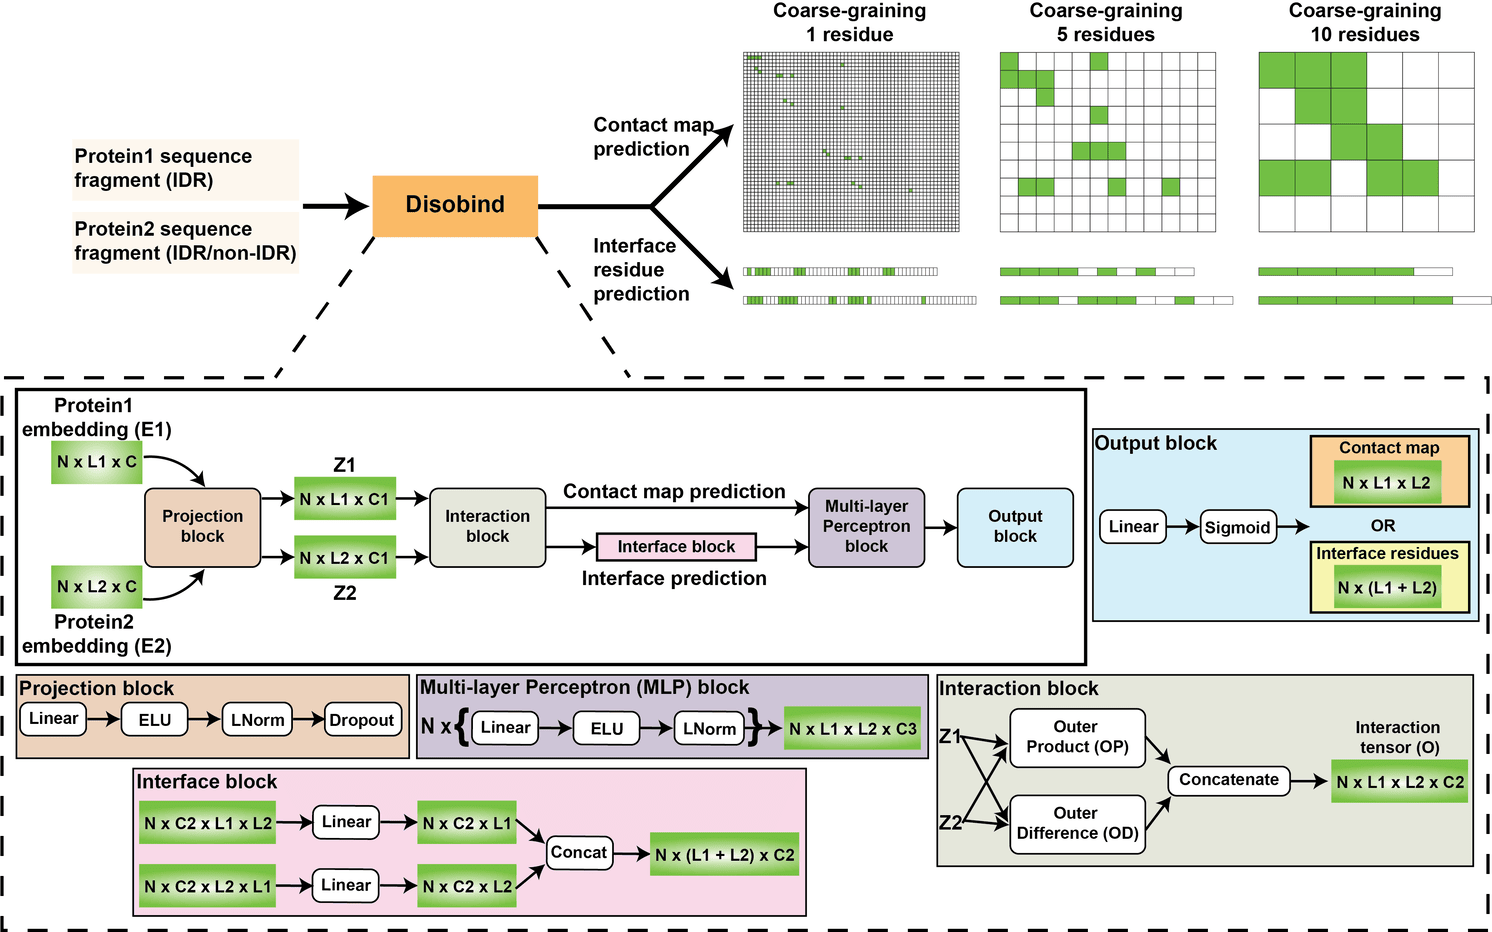 Coarse-graining
1 residue
Coarse-graining
5 residues
Coarse-graining
10 residues
Protein1 sequence
fragment (IDR)
Protein2 sequence
fragment (IDR/non-IDR)
Disobind
Contact map
prediction
Interface
residue
prediction
Protein1
embedding (E1)
N x L1 x C
Projection
block
N x L2 x C
Protein2
embedding (E2)
Z1
N x L1 x C1
N x L2 x C1
Z2
Interaction
block
Contact map prediction
Interface block
Interface prediction
Multi-layer
Perceptron
block
Output
block
Output block
Linear
Sigmoid
Contact map
N x L1 x L2
OR
Interface residues
N x (L1 + L2)
Projection block
Linear
ELU
LNorm
Dropout
Multi-layer Perceptron (MLP) block
N x {
Linear
ELU
LNorm
}
N x L1 x L2 x C3
Interaction block
Z1
Z2
Outer
Product (OP)
Outer
Difference (OD)
Concatenate
Interaction
tensor (O)
N x L1 x L2 x C2
Interface block
N x C2 x L1 x L2
Linear
N x C2 x L1
N x C2 x L2 x L1
Linear
N x C2 x L2
Concat
N x (L1 + L2) x C2